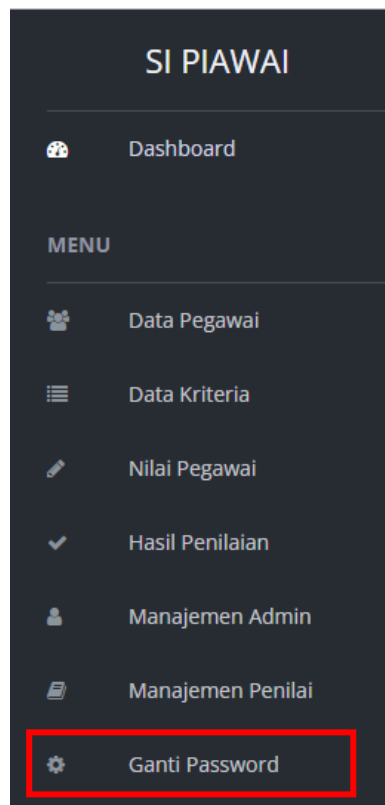 SI PIAWAI
Dashboard
MENU
Data Pegawai
Data Kriteria
Nilai Pegawai
Hasil Penilaian
Manajemen Admin
Manajemen Penilai
Ganti Password